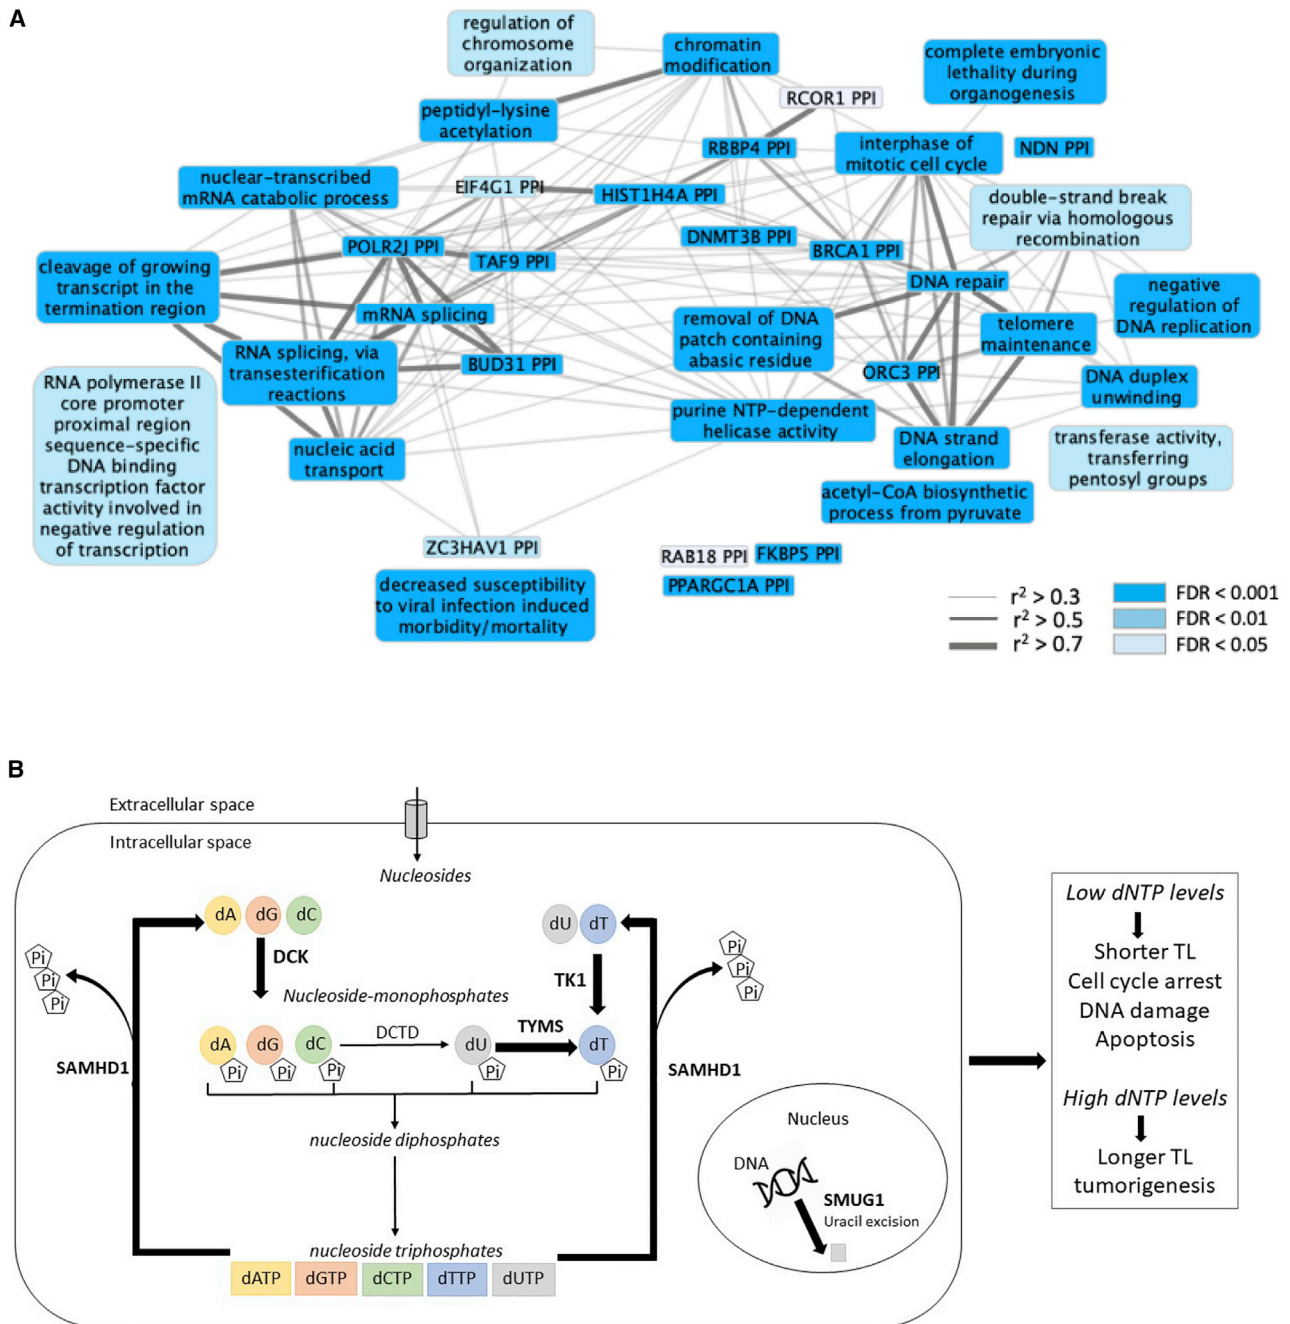 A
regulation of
chromosome
organization
chromatin
modification
complete embryonic
lethality during
organogenesis
RCOR1 PPI
peptidyl-lysine
acetylation
RBBP4 PPI
interphase of
mitotic cell cycle
NDN PPI
nuclear-transcribed
mRNA catabolic process
EIF4G1 PPI
HIST1H4A PPI
double-strand break
repair via homologous
recombination
DNMT3B PPI
BRCA1 PPI
POLR2J PPI
TAF9 PPI
cleavage of growing
transcript in the
termination region
DNA repair
negative
regulation of
DNA replication
mRNA splicing
removal of DNA
patch containing
abasic residue
telomere
maintenance
RNA splicing, via
transesterification
reactions
BUD31 PPI
ORC3 PPI
DNA duplex
unwinding
RNA polymerase II
core promoter
proximal region
sequence-specific
DNA binding
transcription factor
activity involved in
negative regulation
of transcription
purine NTP-dependent
helicase activity
nucleic acid
transport
DNA strand
elongation
transferase activity,
transferring
pentosyl groups
acetyl-CoA biosynthetic
process from pyruvate
ZC3HAV1 PPI
RAB18 PPI
FKBP5 PPI
PPARGC1A PPI
decreased susceptibility
to viral infection induced
morbidity/mortality
r² > 0.3
r² > 0.5
r² > 0.7
FDR < 0.001
FDR < 0.01
FDR < 0.05
B
Extracellular space
Intracellular space
Nucleosides
dA dG dC
dU dT
DCK
TK1
Pi
Pi
Pi
Pi
Pi
Pi
Nucleoside-monophosphates
dA dG dC
DCTD
dU
TYMS
dT
Pi Pi Pi Pi Pi
SAMHD1
SAMHD1
nucleoside diphosphates
nucleoside triphosphates
dATP dGTP dCTP dTTP dUTP
Nucleus
DNA
SMUG1
Uracil excision
Low dNTP levels
Shorter TL
Cell cycle arrest
DNA damage
Apoptosis
High dNTP levels
Longer TL
tumorigenesis